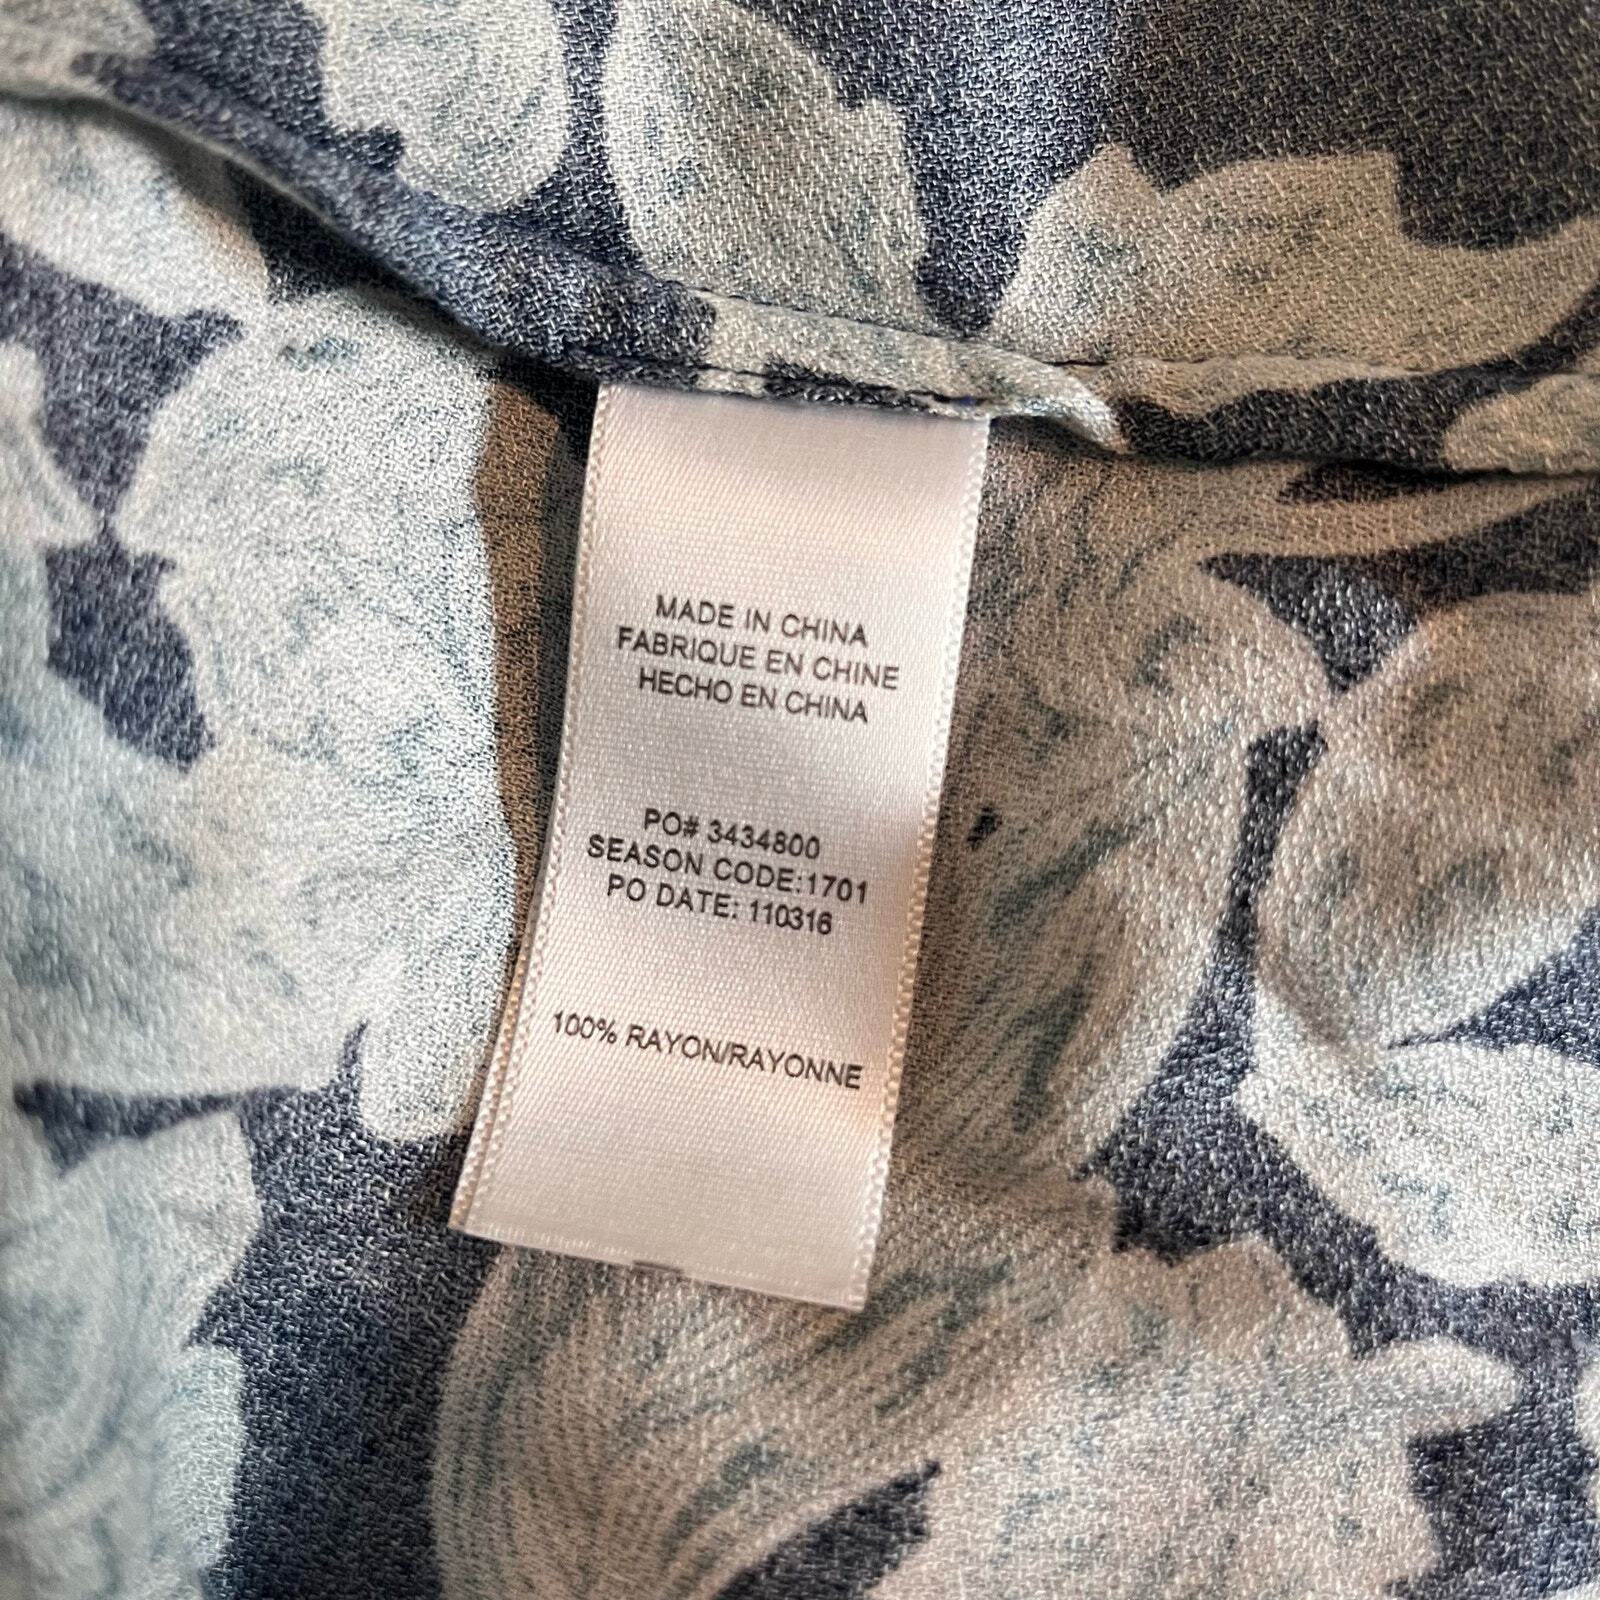 MADE IN CHINA
FABRIQUE EN CHINE
HECHO EN CHINA
PO# 3434800
SEASON CODE:1701
PO DATE: 110316
100% RAYON/RAYONNE